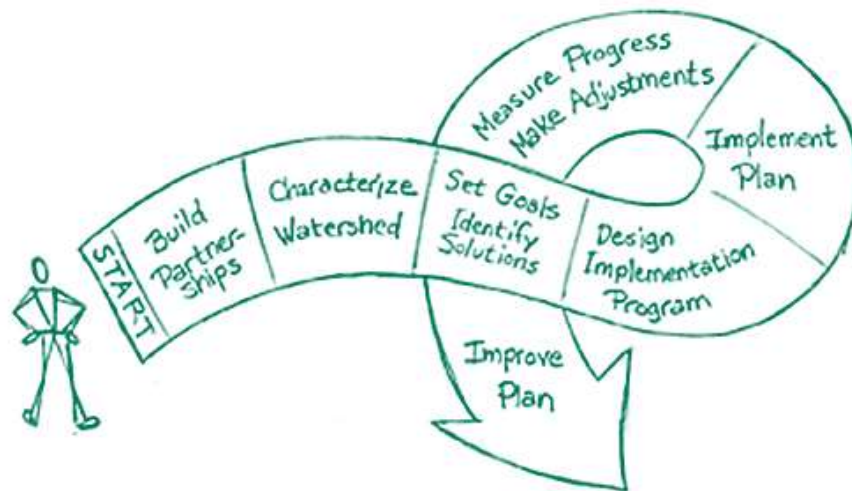 START
Build
Partner-
ships
Characterize
Watershed
Set Goals
Identify
Solutions
Design
Implementation
Program
Implement
Plan
Measure Progress
Make Adjustments
Improve
Plan